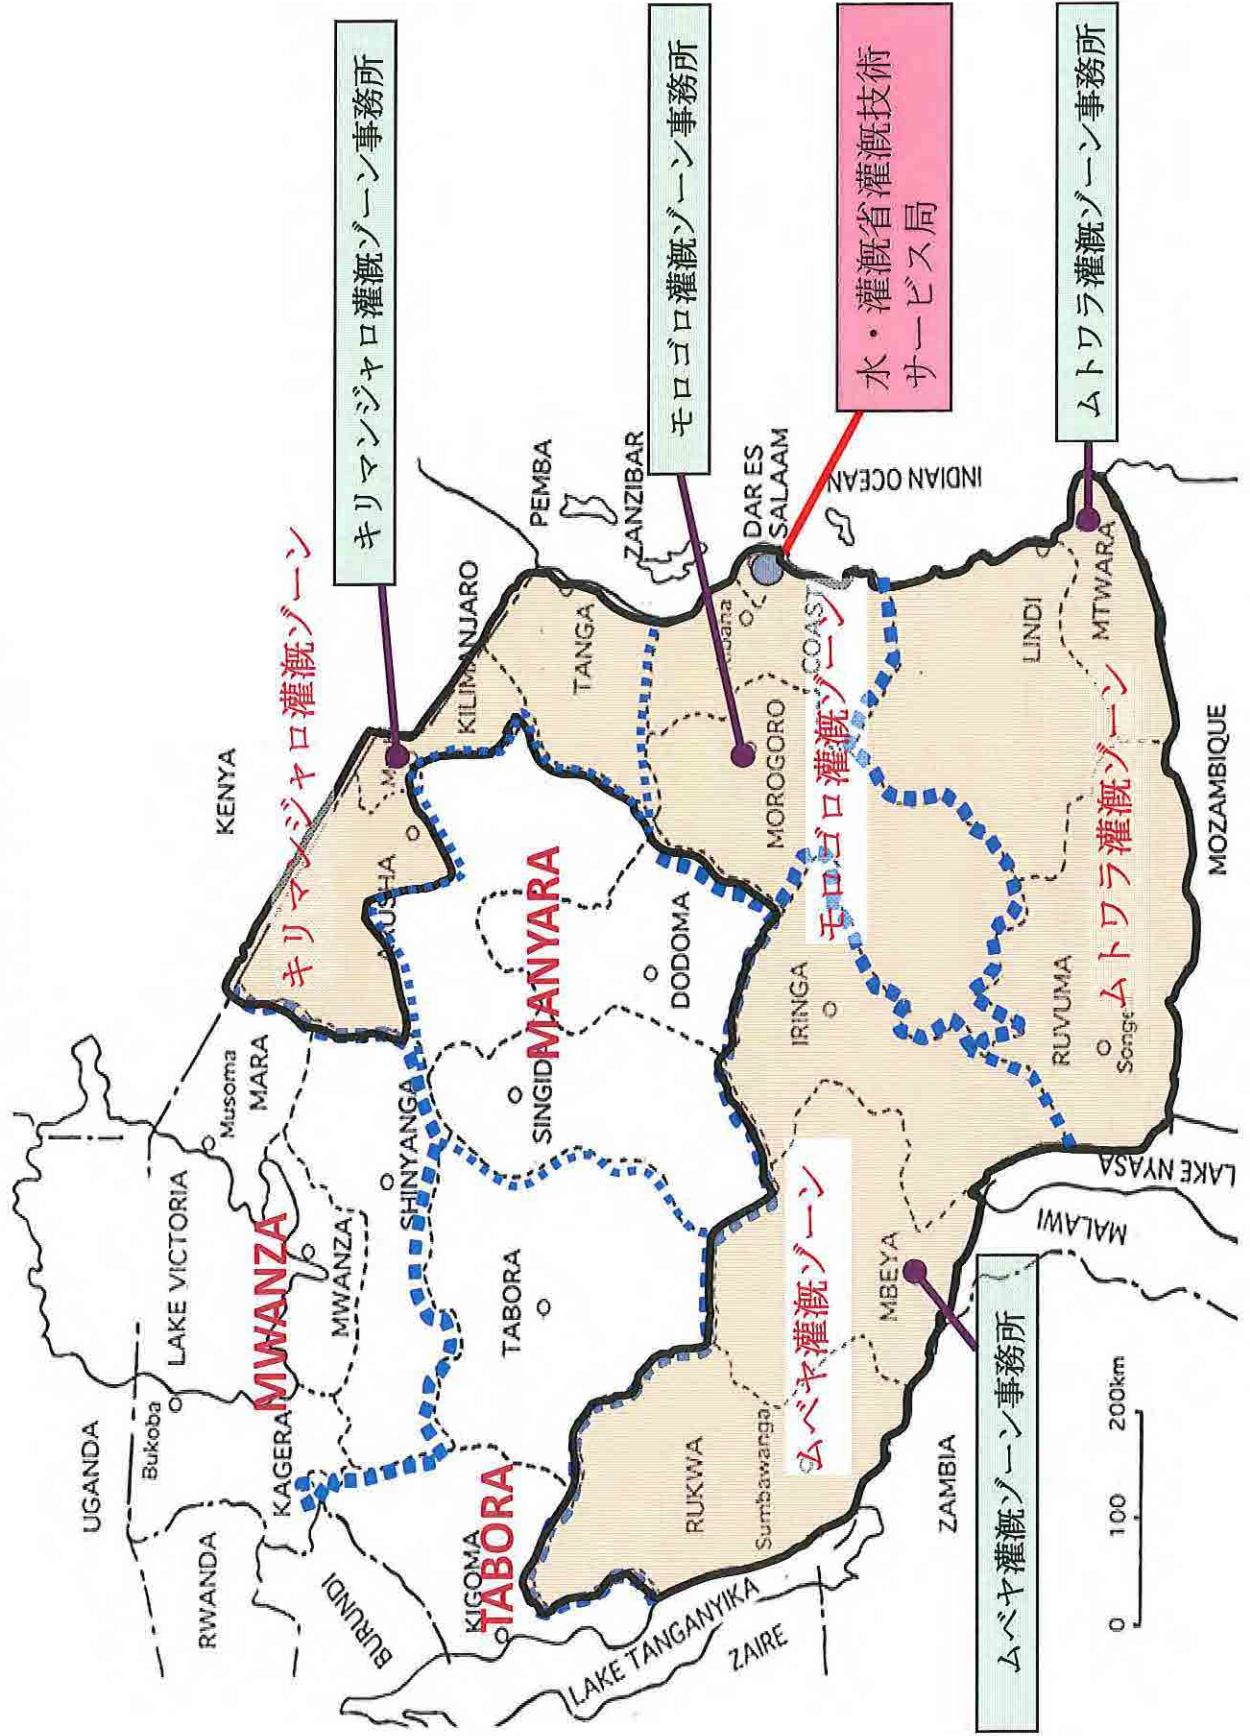 UGANDA
KENYA
RWANDA
Bukoba
LAKE VICTORIA
Musoma
MARA
KAGERA
MWANZA
MWANZA
BURUNDI
SHINYANGA
キリマンジャロ灌漑ゾーン
キリマンジャロ灌漑ゾーン事務所
KILIMANJARO
KIGOMA
TABORA
TABORA
MANYARA
PEMBA
TANGA
ZANZIBAR
DODOMA
モロゴロ灌漑ゾーン事務所
LAKE TANGANYIKA
ZAIRE
RUKWA
Sumbawanga
ムベヤ灌漑ゾーン
IRINGA
MOROGORO
モロゴロ灌漑ゾーン
COAST
DAR ES
SALAAM
水・灌漑省灌漑技術
サービス局
INDIAN OCEAN
MBEYA
ZAMBIA
ムベヤ灌漑ゾーン事務所
MALAWI
LAKE NYASA
RUVUMA
ムトワラ灌漑ゾーン
LINDI
MTWARA
ムトワラ灌漑ゾーン事務所
MOZAMBIQUE
0 100 200km